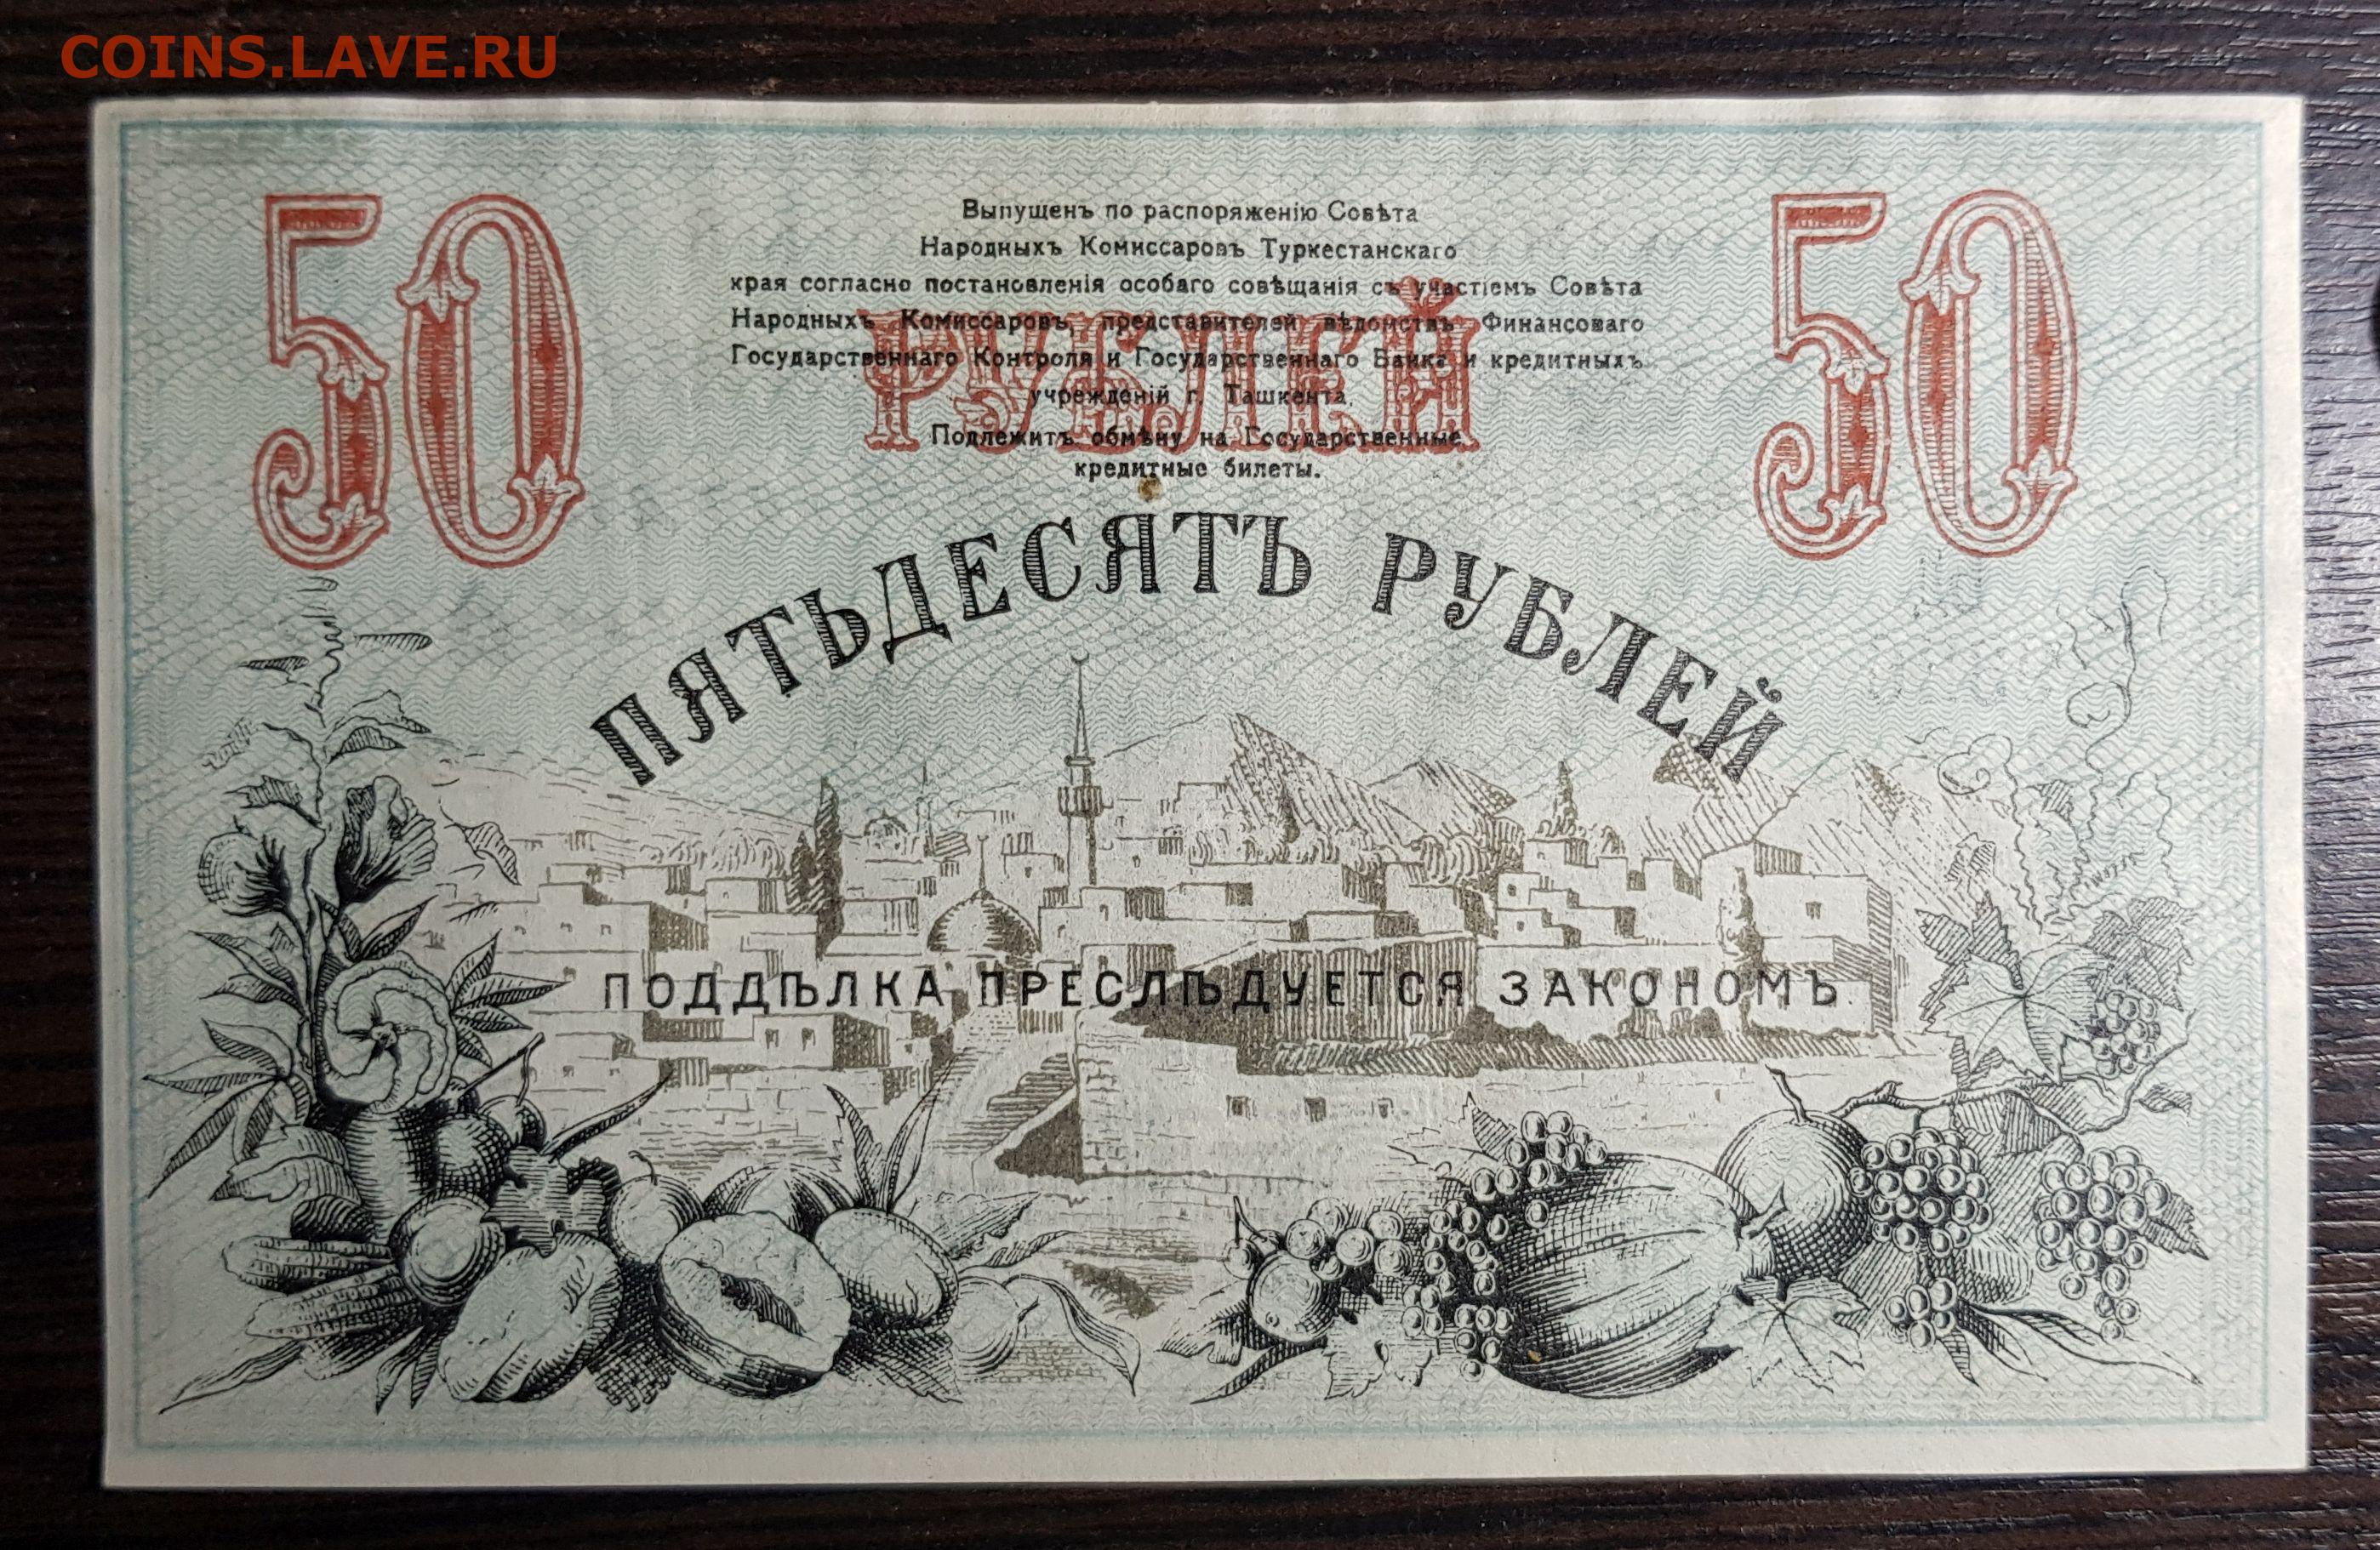 COINS.LAVE.RU
50 50
Выпущенъ по распоряженію Совѣта
Народныхъ Комиссаровъ Туркестанскаго
края согласно постановленія особаго совѣщанія съ участіемъ Совѣта
Народныхъ Комиссаровъ, представителей вѣдомствъ Финансоваго
Государственнаго Контроля и Государственнаго Банка и кредитныхъ
учрежденій г. Ташкента.
Подлежитъ обмѣну на Государственные
кредитные билеты.
РУБЛЕЙ
ПЯТЬДЕСЯТЪ РУБЛЕЙ
ПОДДѢЛКА ПРЕСЛѢДУЕТСЯ ЗАКОНОМЪ.